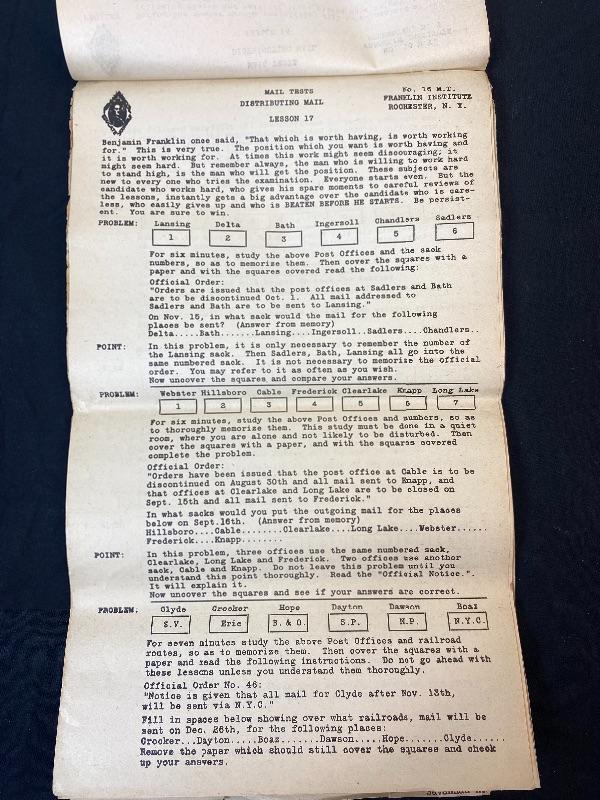 MAIL TESTS
No. 16 M.T.
DISTRIBUTING MAIL
FRANKLIN INSTITUTE
ROCHESTER, N. Y.
LESSON 17
Benjamin Franklin once said, "That which is worth having, is worth working
for." This is very true. The position which you want is worth having and
it is worth working for. At times this work might seem discouraging; it
might seem hard. But remember always, the man who is willing to work hard
to stand high, is the man who will get the position. These subjects are
new to every one who tries the examination. Everyone starts even. But the
candidate who works hard, who gives his spare moments to careful reviews of
the lessons, instantly gets a big advantage over the candidate who is care-
less, who easily gives up and who is BEATEN BEFORE HE STARTS. Be persist-
ent. You are sure to win.
PROBLEM: Lansing Delta Bath Ingersoll Chandlers Sadlers
1 2 3 4 5 6
For six minutes, study the above Post Offices and the sack
numbers, so as to memorize them. Then cover the squares with a
paper and with the squares covered read the following:
Official Order:
"Orders are issued that the post offices at Sadlers and Bath
are to be discontinued Oct. 1. All mail addressed to
Sadlers and Bath are to be sent to Lansing."
On Nov. 15, in what sack would the mail for the following
places be sent? (Answer from memory)
Delta.....Bath.......Lansing....Ingersoll..Sadlers....Chandlers..
POINT: In this problem, it is only necessary to remember the number of
the Lansing sack. Then Sadlers, Bath, Lansing all go into the
same numbered sack. It is not necessary to memorize the official
order. You may refer to it as often as you wish.
Now uncover the squares and compare your answers.
PROBLEM: Webster Hillsboro Cable Frederick Clearlake Knapp Long Lake
1 2 3 4 5 6 7
For six minutes, study the above Post Offices and numbers, so as
to thoroughly memorize them. This study must be done in a quiet
room, where you are alone and not likely to be disturbed. Then
cover the squares with a paper, and with the squares covered
complete the problem.
Official Order:
"Orders have been issued that the post office at Cable is to be
discontinued on August 30th and all mail sent to Knapp, and
that offices at Clearlake and Long Lake are to be closed on
Sept. 15th and all mail sent to Frederick."
In what sacks would you put the outgoing mail for the places
below on Sept.16th. (Answer from memory)
Hillsboro....Cable........Clearlake....Long Lake....Webster......
Frederick....Knapp........
POINT: In this problem, three offices use the same numbered sack,
Clearlake, Long Lake and Frederick. Two offices use another
sack, Cable and Knapp. Do not leave this problem until you
understand this point thoroughly. Read the "Official Notice.".
It will explain it.
Now uncover the squares and see if your answers are correct.
PROBLEM: Clyde Crocker Hope Dayton Dawson Boaz
S.V. Erie B. & O. S.P. N.P. N.Y.C.
For seven minutes study the above Post Offices and railroad
routes, so as to memorize them. Then cover the squares with a
paper and read the following instructions. Do not go ahead with
these lessons unless you understand them thoroughly.
Official Order No. 46:
"Notice is given that all mail for Clyde after Nov. 13th,
will be sent via N.Y.C."
Fill in spaces below showing over what railroads, mail will be
sent on Dec. 26th, for the following places:
Crocker...Dayton.....Boaz.......Dawson.....Hope......Clyde......
Remove the paper which should still cover the squares and check
up your answers.